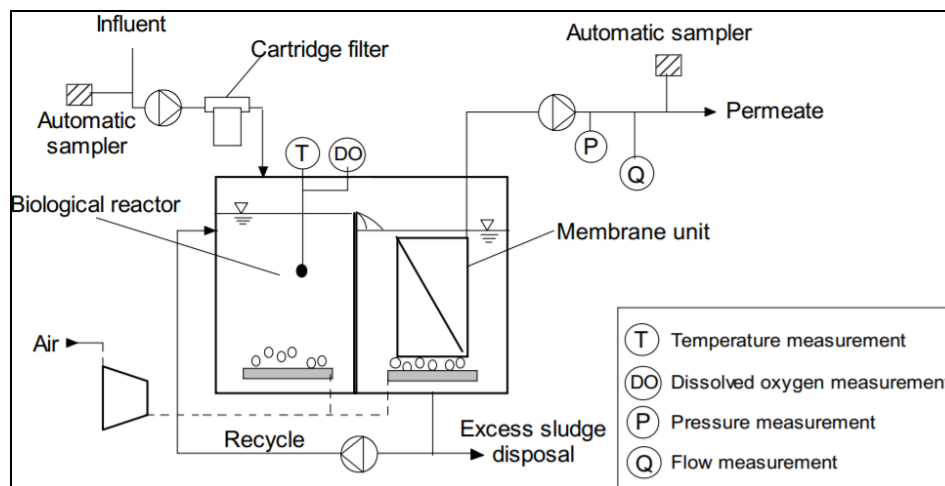 Influent
Cartridge filter
Automatic
sampler
Automatic sampler
Permeate
T
DO
P
Q
Biological reactor
Membrane unit
Air
Recycle
Excess sludge
disposal
T Temperature measurement
DO Dissolved oxygen measurement
P Pressure measurement
Q Flow measurement